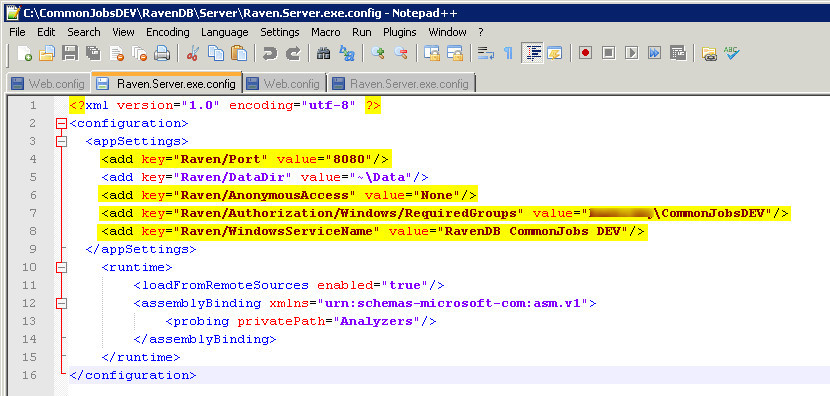 C:\CommonJobsDEV\RavenDB\Server\Raven.Server.exe.config - Notepad++
File Edit Search View Encoding Language Settings Macro Run Plugins Window ?
Web.config Raven.Server.exe.config Web.config Raven.Server.exe.config
1 <?xml version="1.0" encoding="utf-8" ?>
2 <configuration>
3 <appSettings>
4 <add key="Raven/Port" value="8080"/>
5 <add key="Raven/DataDir" value="~\Data"/>
6 <add key="Raven/AnonymousAccess" value="None"/>
7 <add key="Raven/Authorization/Windows/RequiredGroups" value="\CommonJobsDEV"/>
8 <add key="Raven/WindowsServiceName" value="RavenDB CommonJobs DEV"/>
9 </appSettings>
10 <runtime>
11 <loadFromRemoteSources enabled="true"/>
12 <assemblyBinding xmlns="urn:schemas-microsoft-com:asm.v1">
13 <probing privatePath="Analyzers"/>
14 </assemblyBinding>
15 </runtime>
16 </configuration>